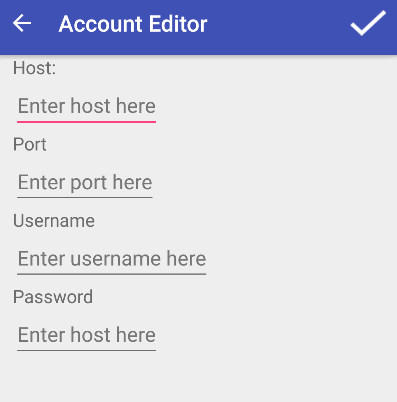 Account Editor
Host:
Enter host here
Port
Enter port here
Username
Enter username here
Password
Enter host here